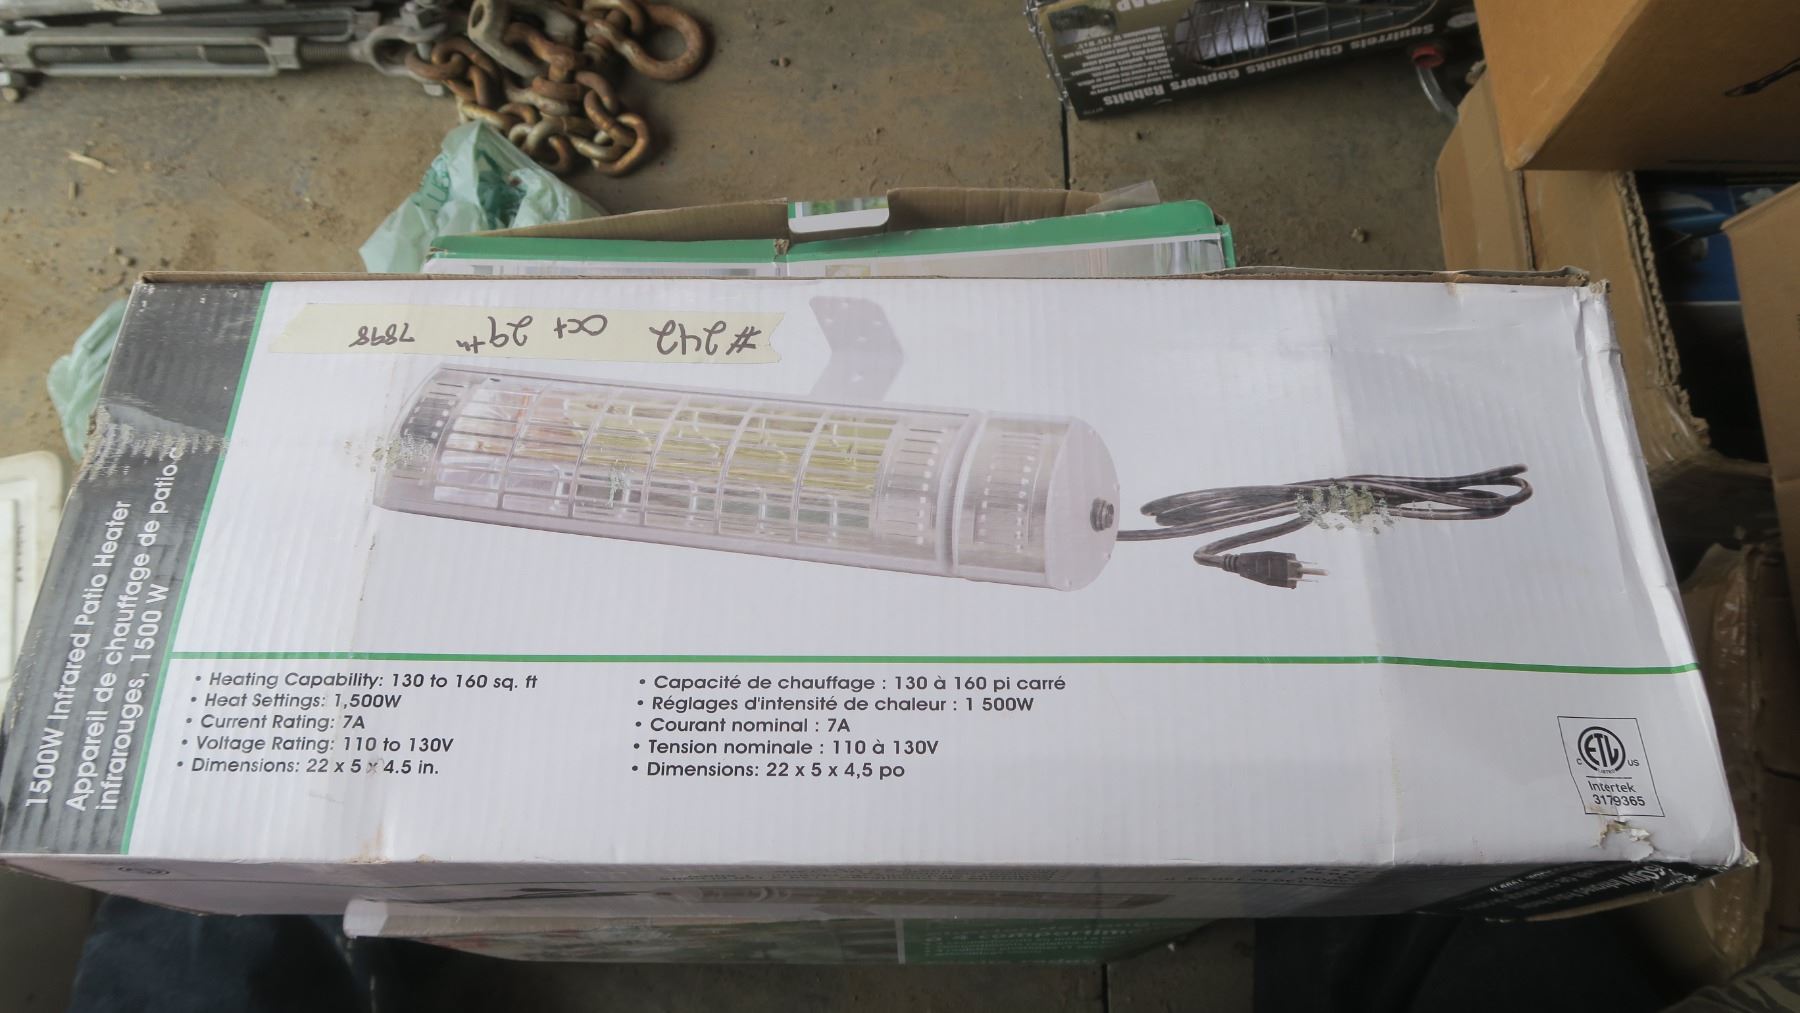 Squirrels Chipmunks Gophers Rabbits
#242 Oct 29th 7898
1500W Infrared Patio Heater
Appareil de chauffage de patio
infrarouges, 1500 W
• Heating Capability: 130 to 160 sq. ft
• Heat Settings: 1,500W
• Current Rating: 7A
• Voltage Rating: 110 to 130V
• Dimensions: 22 x 5 x 4.5 in.
• Capacité de chauffage : 130 à 160 pi carré
• Réglages d'intensité de chaleur : 1 500W
• Courant nominal : 7A
• Tension nominale : 110 à 130V
• Dimensions: 22 x 5 x 4,5 po
C ETL US
LISTED
Intertek
3179365